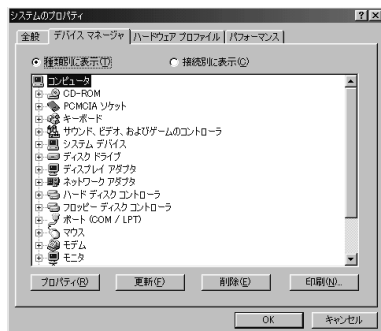 システムのプロパティ
全般 デバイス マネージャ ハードウェア プロファイル パフォーマンス
種類別に表示(T) 接続別に表示(C)
コンピュータ
CD-ROM
PCMCIA ソケット
キーボード
サウンド、ビデオ、およびゲームのコントローラ
システム デバイス
ディスク ドライブ
ディスプレイ アダプタ
ネットワーク アダプタ
ハード ディスク コントローラ
フロッピー ディスク コントローラ
ポート (COM / LPT)
マウス
モデム
モニタ
プロパティ(R) 更新(F) 削除(E) 印刷(N)...
OK キャンセル